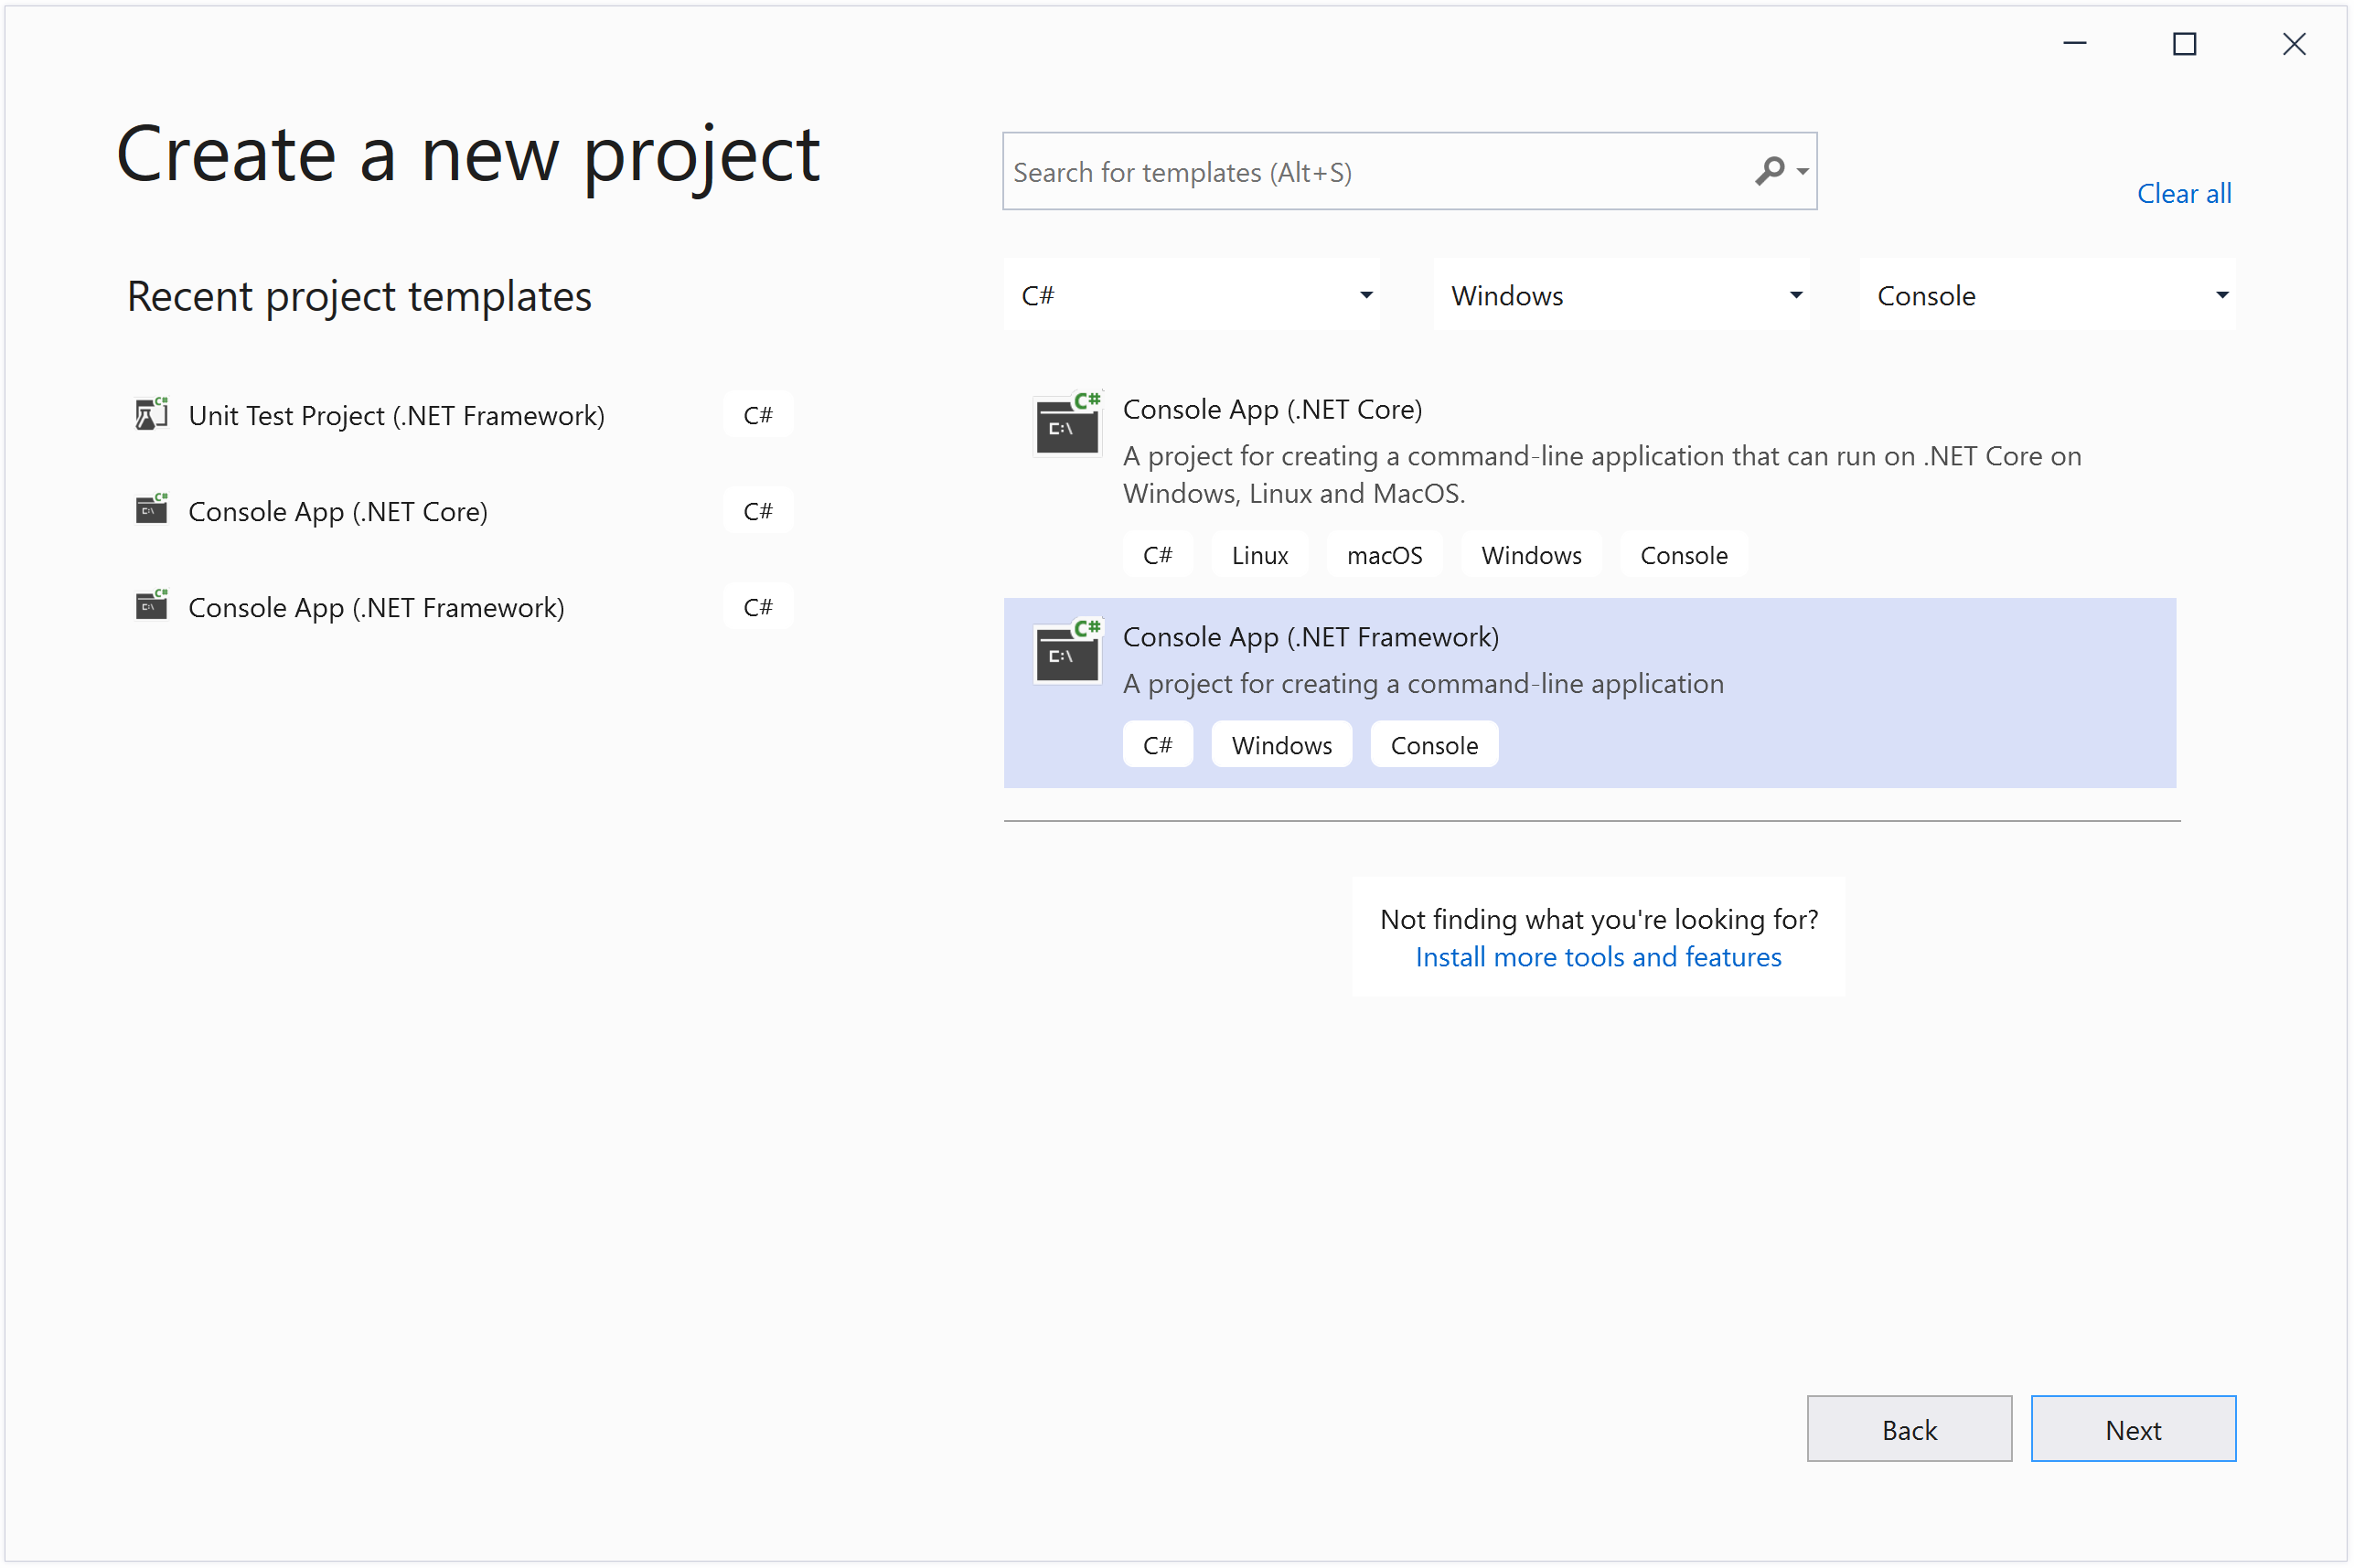 Create a new project
Search for templates (Alt+S)
Clear all
Recent project templates
C#
Windows
Console
Unit Test Project (.NET Framework)
C#
Console App (.NET Core)
C#
Console App (.NET Framework)
C#
C#
C:\
Console App (.NET Core)
A project for creating a command-line application that can run on .NET Core on
Windows, Linux and MacOS.
C#
Linux
macOS
Windows
Console
C#
C:\
Console App (.NET Framework)
A project for creating a command-line application
C#
Windows
Console
Not finding what you're looking for?
Install more tools and features
Back
Next